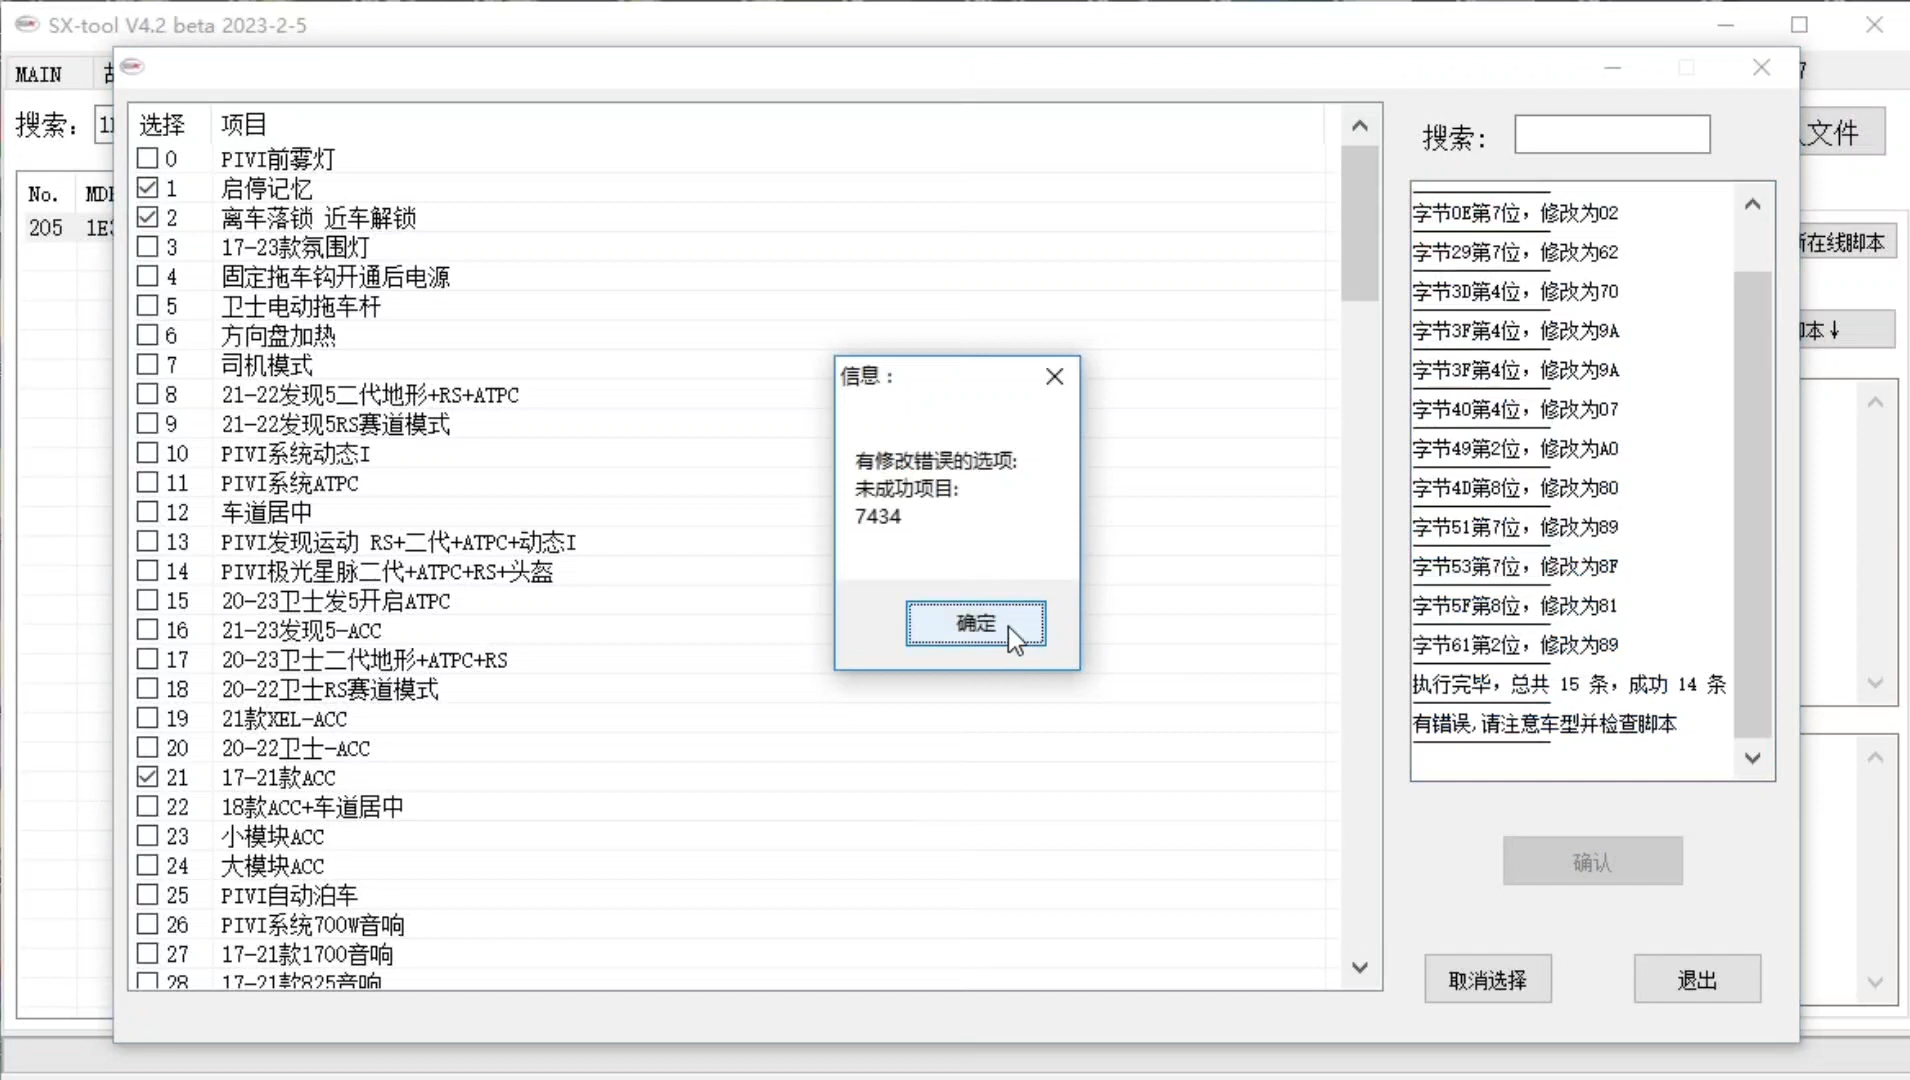 SX-tool V4.2 beta 2023-2-5
MAIN
搜索:
No.
205
选择 项目
0 PIVI前雾灯
1 启停记忆
2 离车落锁 近车解锁
3 17-23款氛围灯
4 固定拖车钩开通后电源
5 卫士电动拖车杆
6 方向盘加热
7 司机模式
8 21-22发现5二代地形+RS+ATPC
9 21-22发现5RS赛道模式
10 PIVI系统动态I
11 PIVI系统ATPC
12 车道居中
13 PIVI发现运动 RS+二代+ATPC+动态I
14 PIVI极光星脉二代+ATPC+RS+头盔
15 20-23卫士发5开启ATPC
16 21-23发现5-ACC
17 20-23卫士二代地形+ATPC+RS
18 20-22卫士RS赛道模式
19 21款XEL-ACC
20 20-22卫士-ACC
21 17-21款ACC
22 18款ACC+车道居中
23 小模块ACC
24 大模块ACC
25 PIVI自动泊车
26 PIVI系统700W音响
27 17-21款1700音响
28 17-21款825音响
信息:
有修改错误的选项:
未成功项目:
7434
确定
搜索:
字节0E第7位，修改为02
字节29第7位，修改为62
字节3D第4位，修改为70
字节3F第4位，修改为9A
字节3F第4位，修改为9A
字节40第4位，修改为07
字节49第2位，修改为A0
字节4D第8位，修改为80
字节51第7位，修改为89
字节53第7位，修改为8F
字节5F第8位，修改为81
字节61第2位，修改为89
执行完毕，总共 15 条，成功 14 条
有错误,请注意车型并检查脚本
确认
取消选择
退出
文件
在线脚本
本↓